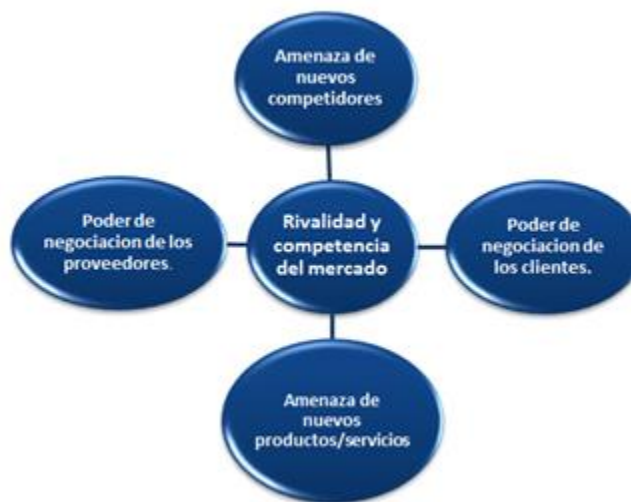 Amenaza de
nuevos
competidores
Poder de
negociacion de los
proveedores.
Rivalidad y
competencia
del mercado
Poder de
negociacion de
los clientes.
Amenaza de
nuevos
productos/servicios